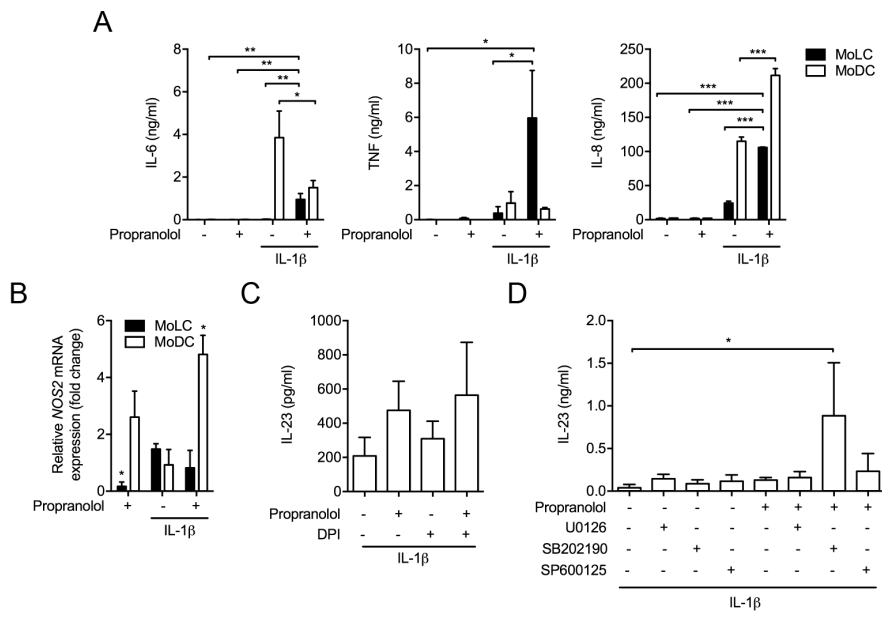 A
IL-6 (ng/ml)
8
6
4
2
0
**
**
**
*
Propranolol - + - +
IL-1β
TNF (ng/ml)
10
8
6
4
2
0
*
*
Propranolol - + - +
IL-1β
IL-8 (ng/ml)
250
200
150
100
50
0
***
***
***
***
Propranolol - + - +
IL-1β
MoLC
MoDC
B
Relative NOS2 mRNA
expression (fold change)
6
4
2
0
MoLC
MoDC
*
*
Propranolol + - +
IL-1β
C
IL-23 (pg/ml)
1000
800
600
400
200
0
Propranolol - + - +
DPI - - + +
IL-1β
D
IL-23 (ng/ml)
2.0
1.5
1.0
0.5
0.0
*
Propranolol - - - - + + + +
U0126 - + - - - + - -
SB202190 - - + - - - + -
SP600125 - - - + - - - +
IL-1β